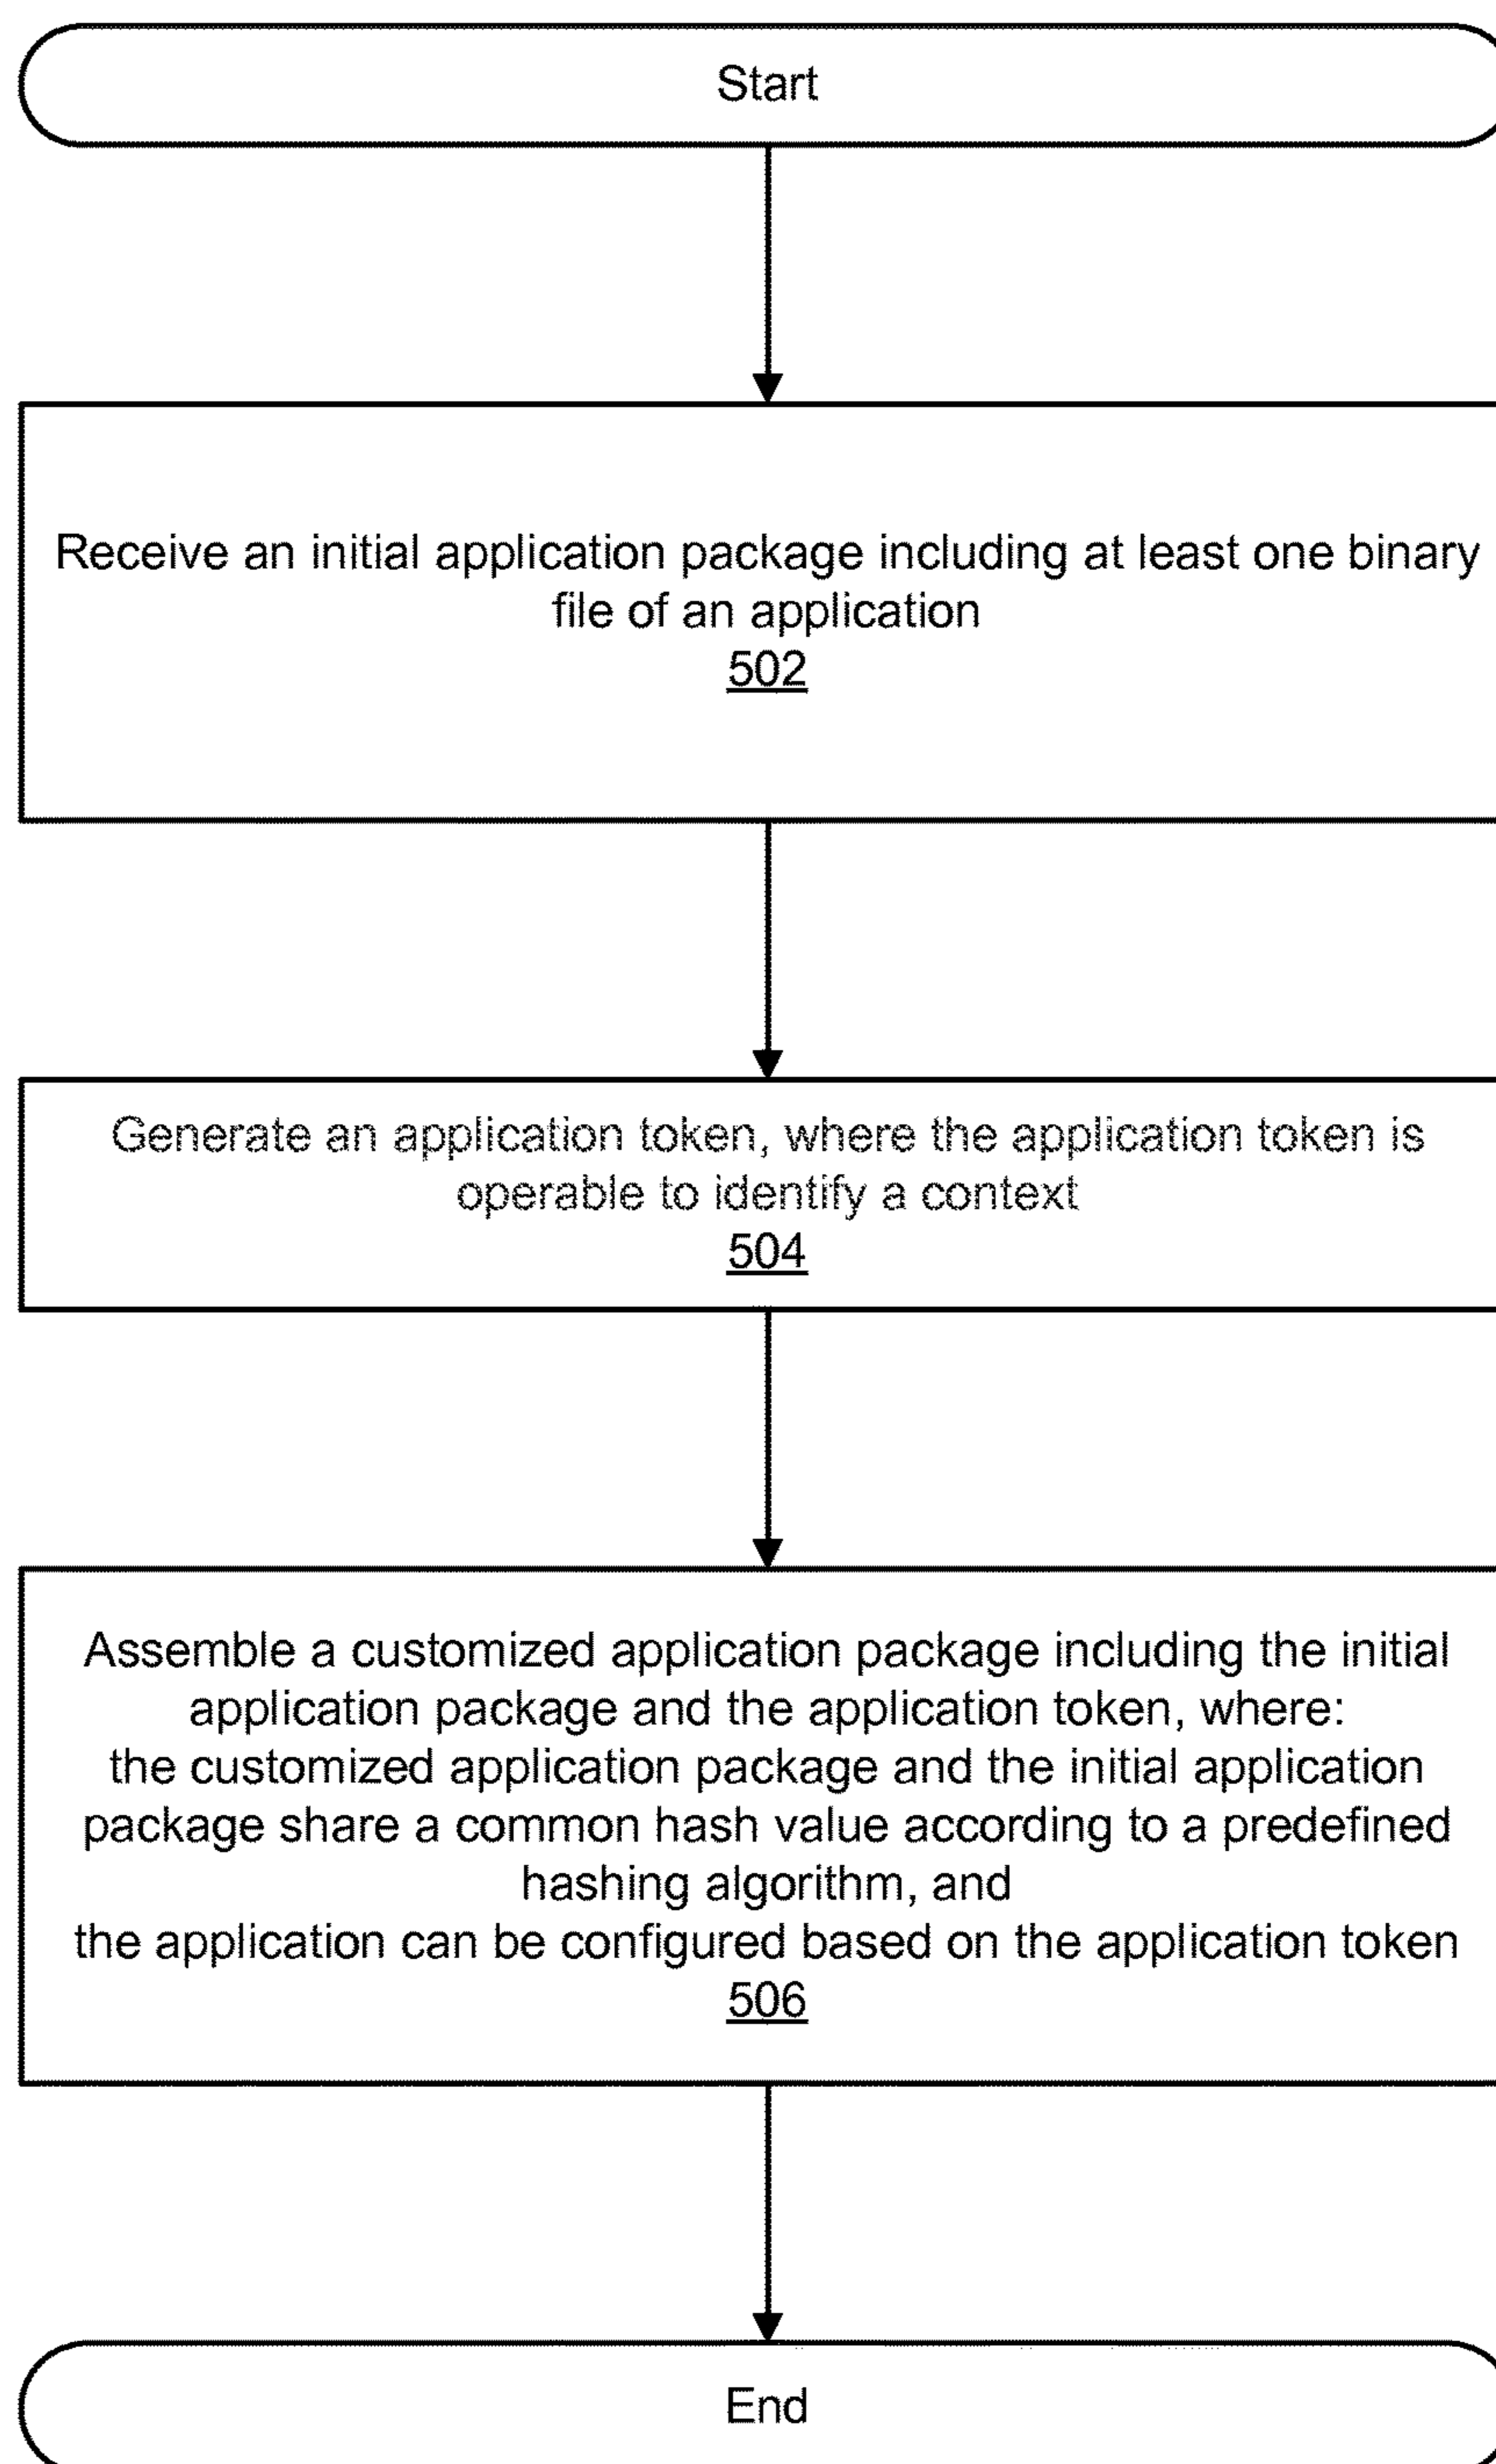 Start
Receive an initial application package including at least one binary
file of an application
502
Generate an application token, where the application token is
operable to identify a context
504
Assemble a customized application package including the initial
application package and the application token, where:
the customized application package and the initial application
package share a common hash value according to a predefined
hashing algorithm, and
the application can be configured based on the application token
506
End